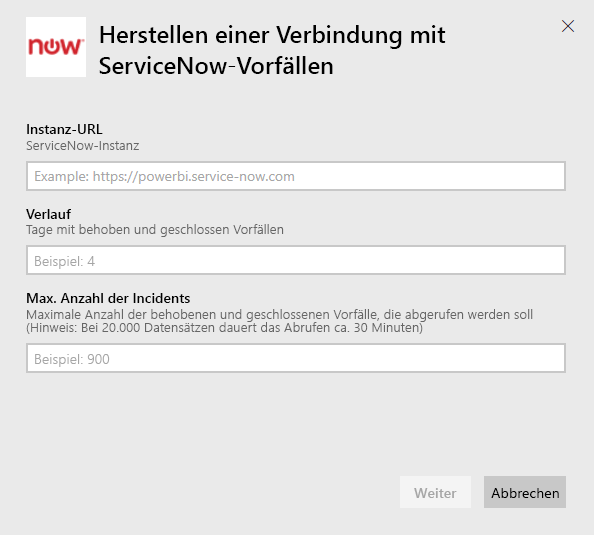 now
Herstellen einer Verbindung mit
ServiceNow-Vorfällen
Instanz-URL
ServiceNow-Instanz
Example: https://powerbi.service-now.com
Verlauf
Tage mit behoben und geschlossen Vorfällen
Beispiel: 4
Max. Anzahl der Incidents
Maximale Anzahl der behobenen und geschlossenen Vorfälle, die abgerufen werden soll
(Hinweis: Bei 20.000 Datensätzen dauert das Abrufen ca. 30 Minuten)
Beispiel: 900
Weiter
Abbrechen